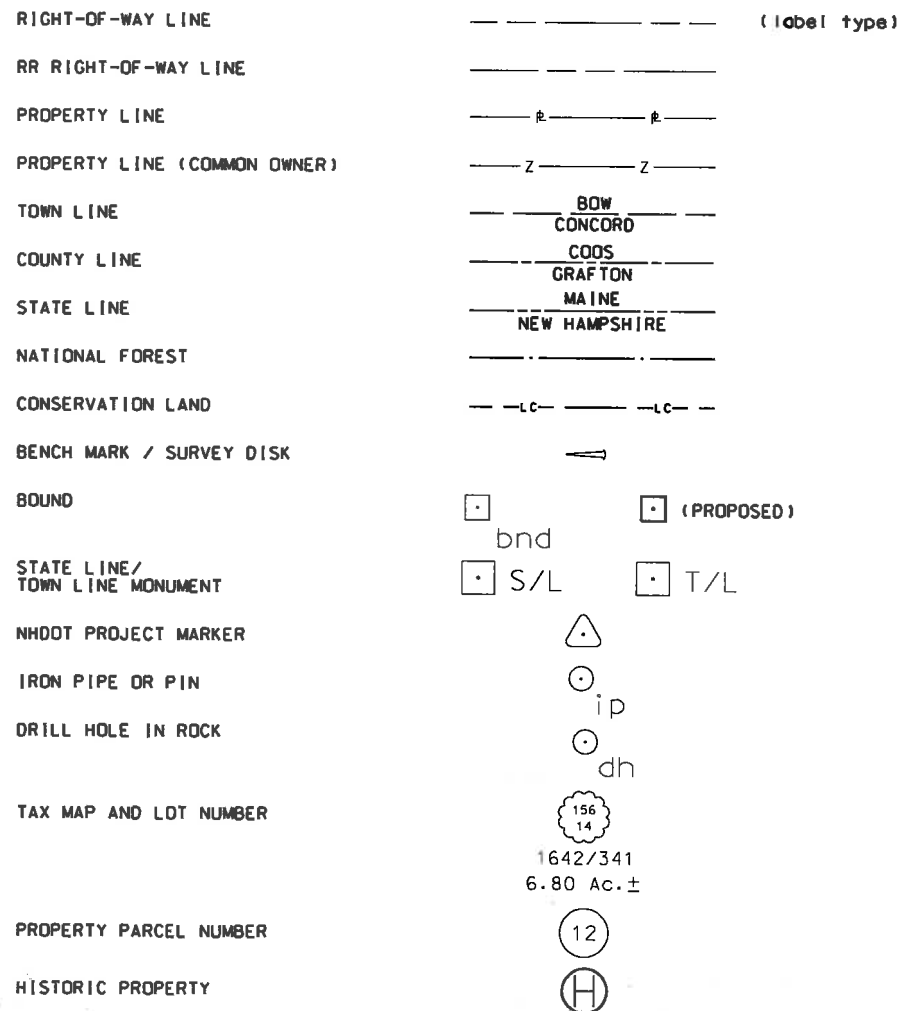 RIGHT-OF-WAY LINE (label type)
RR RIGHT-OF-WAY LINE
PROPERTY LINE ℙL ℙL
PROPERTY LINE (COMMON OWNER) Z Z
TOWN LINE BOW
CONCORD
COUNTY LINE COOS
GRAFTON
STATE LINE MAINE
NEW HAMPSHIRE
NATIONAL FOREST
CONSERVATION LAND LC LC
BENCH MARK / SURVEY DISK
BOUND (PROPOSED)
bnd
STATE LINE/
TOWN LINE MONUMENT S/L T/L
NHDOT PROJECT MARKER
IRON PIPE OR PIN
ip
DRILL HOLE IN ROCK
dh
TAX MAP AND LOT NUMBER 156
14
1642/341
6.80 Ac.±
PROPERTY PARCEL NUMBER 12
HISTORIC PROPERTY H